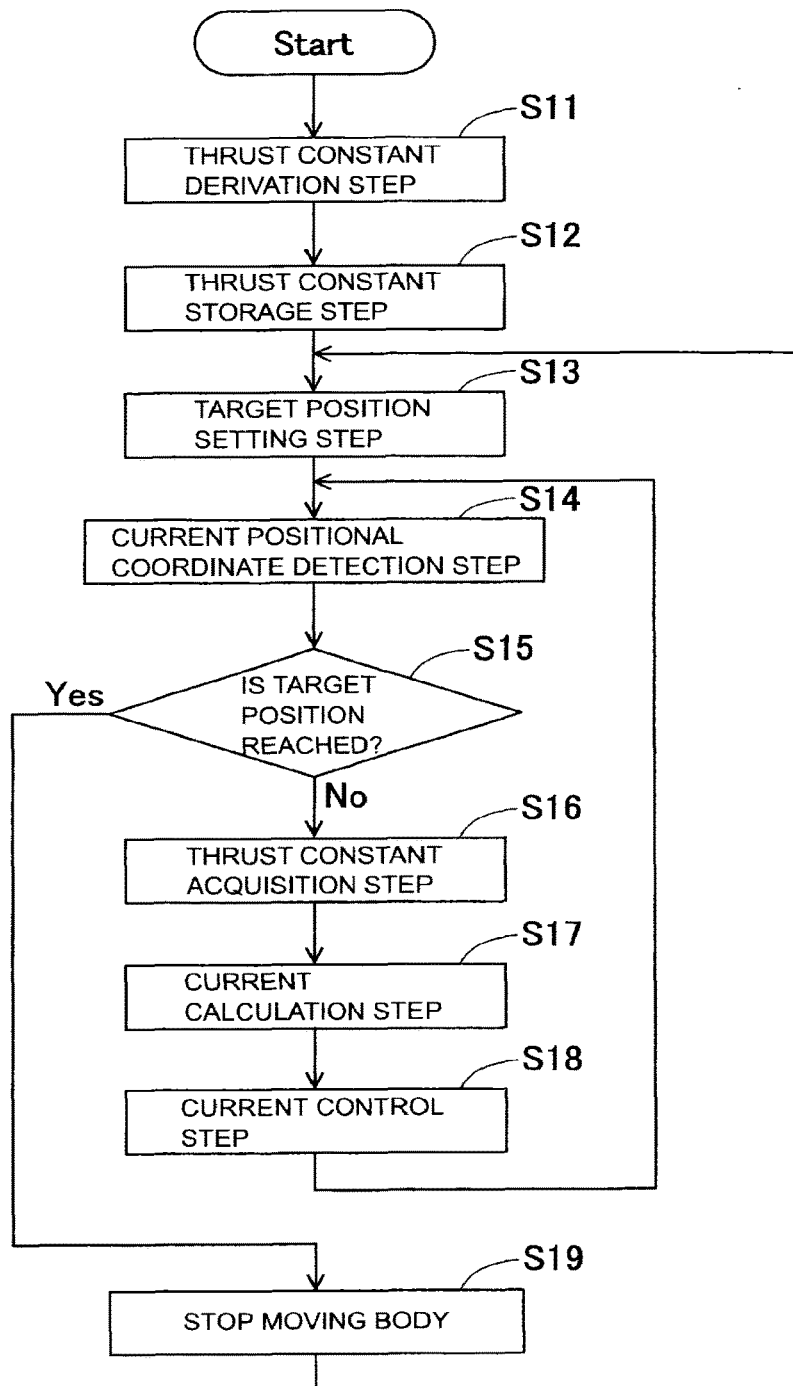 Start
S11
THRUST CONSTANT
DERIVATION STEP
S12
THRUST CONSTANT
STORAGE STEP
S13
TARGET POSITION
SETTING STEP
S14
CURRENT POSITIONAL
COORDINATE DETECTION STEP
S15
Yes
IS TARGET
POSITION
REACHED?
No
S16
THRUST CONSTANT
ACQUISITION STEP
S17
CURRENT
CALCULATION STEP
S18
CURRENT CONTROL
STEP
S19
STOP MOVING BODY